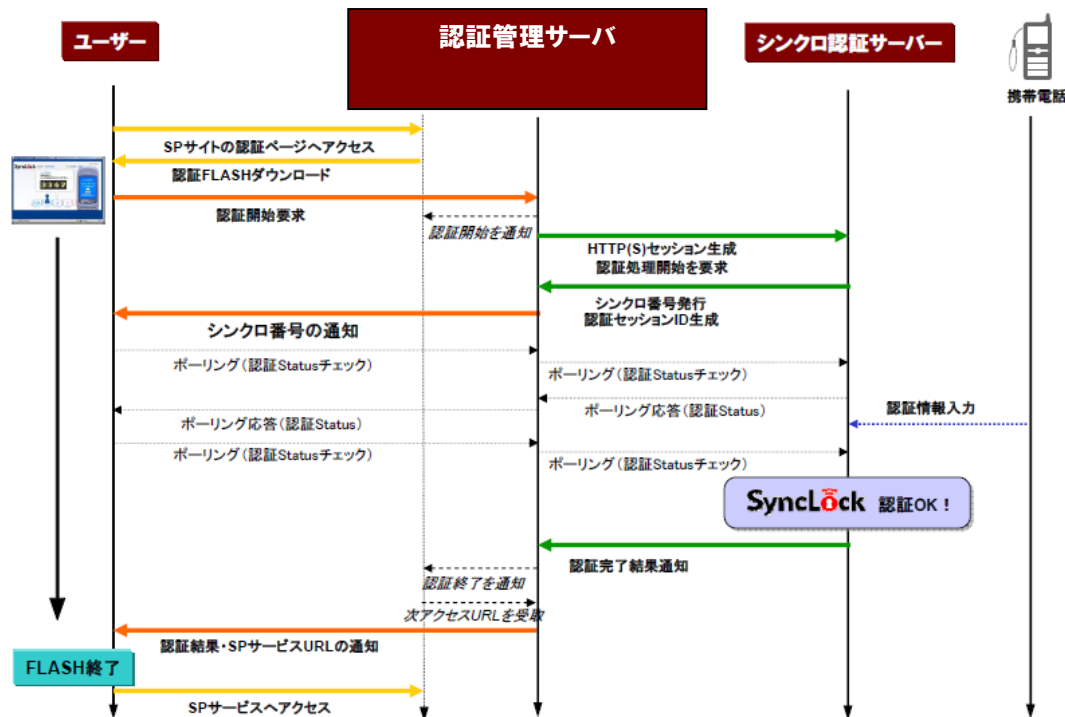 ユーザー
認証管理サーバ
シンクロ認証サーバー
携帯電話
SPサイトの認証ページへアクセス
認証FLASHダウンロード
認証開始要求
認証開始を通知
HTTP(S)セッション生成
認証処理開始を要求
シンクロ番号発行
認証セッションID生成
シンクロ番号の通知
ポーリング(認証Statusチェック)
ポーリング(認証Statusチェック)
ポーリング応答(認証Status)
認証情報入力
ポーリング応答(認証Status)
ポーリング(認証Statusチェック)
ポーリング(認証Statusチェック)
SyncLock 認証OK！
認証完了結果通知
認証終了を通知
次アクセスURLを受取
認証結果・SPサービスURLの通知
FLASH終了
SPサービスへアクセス